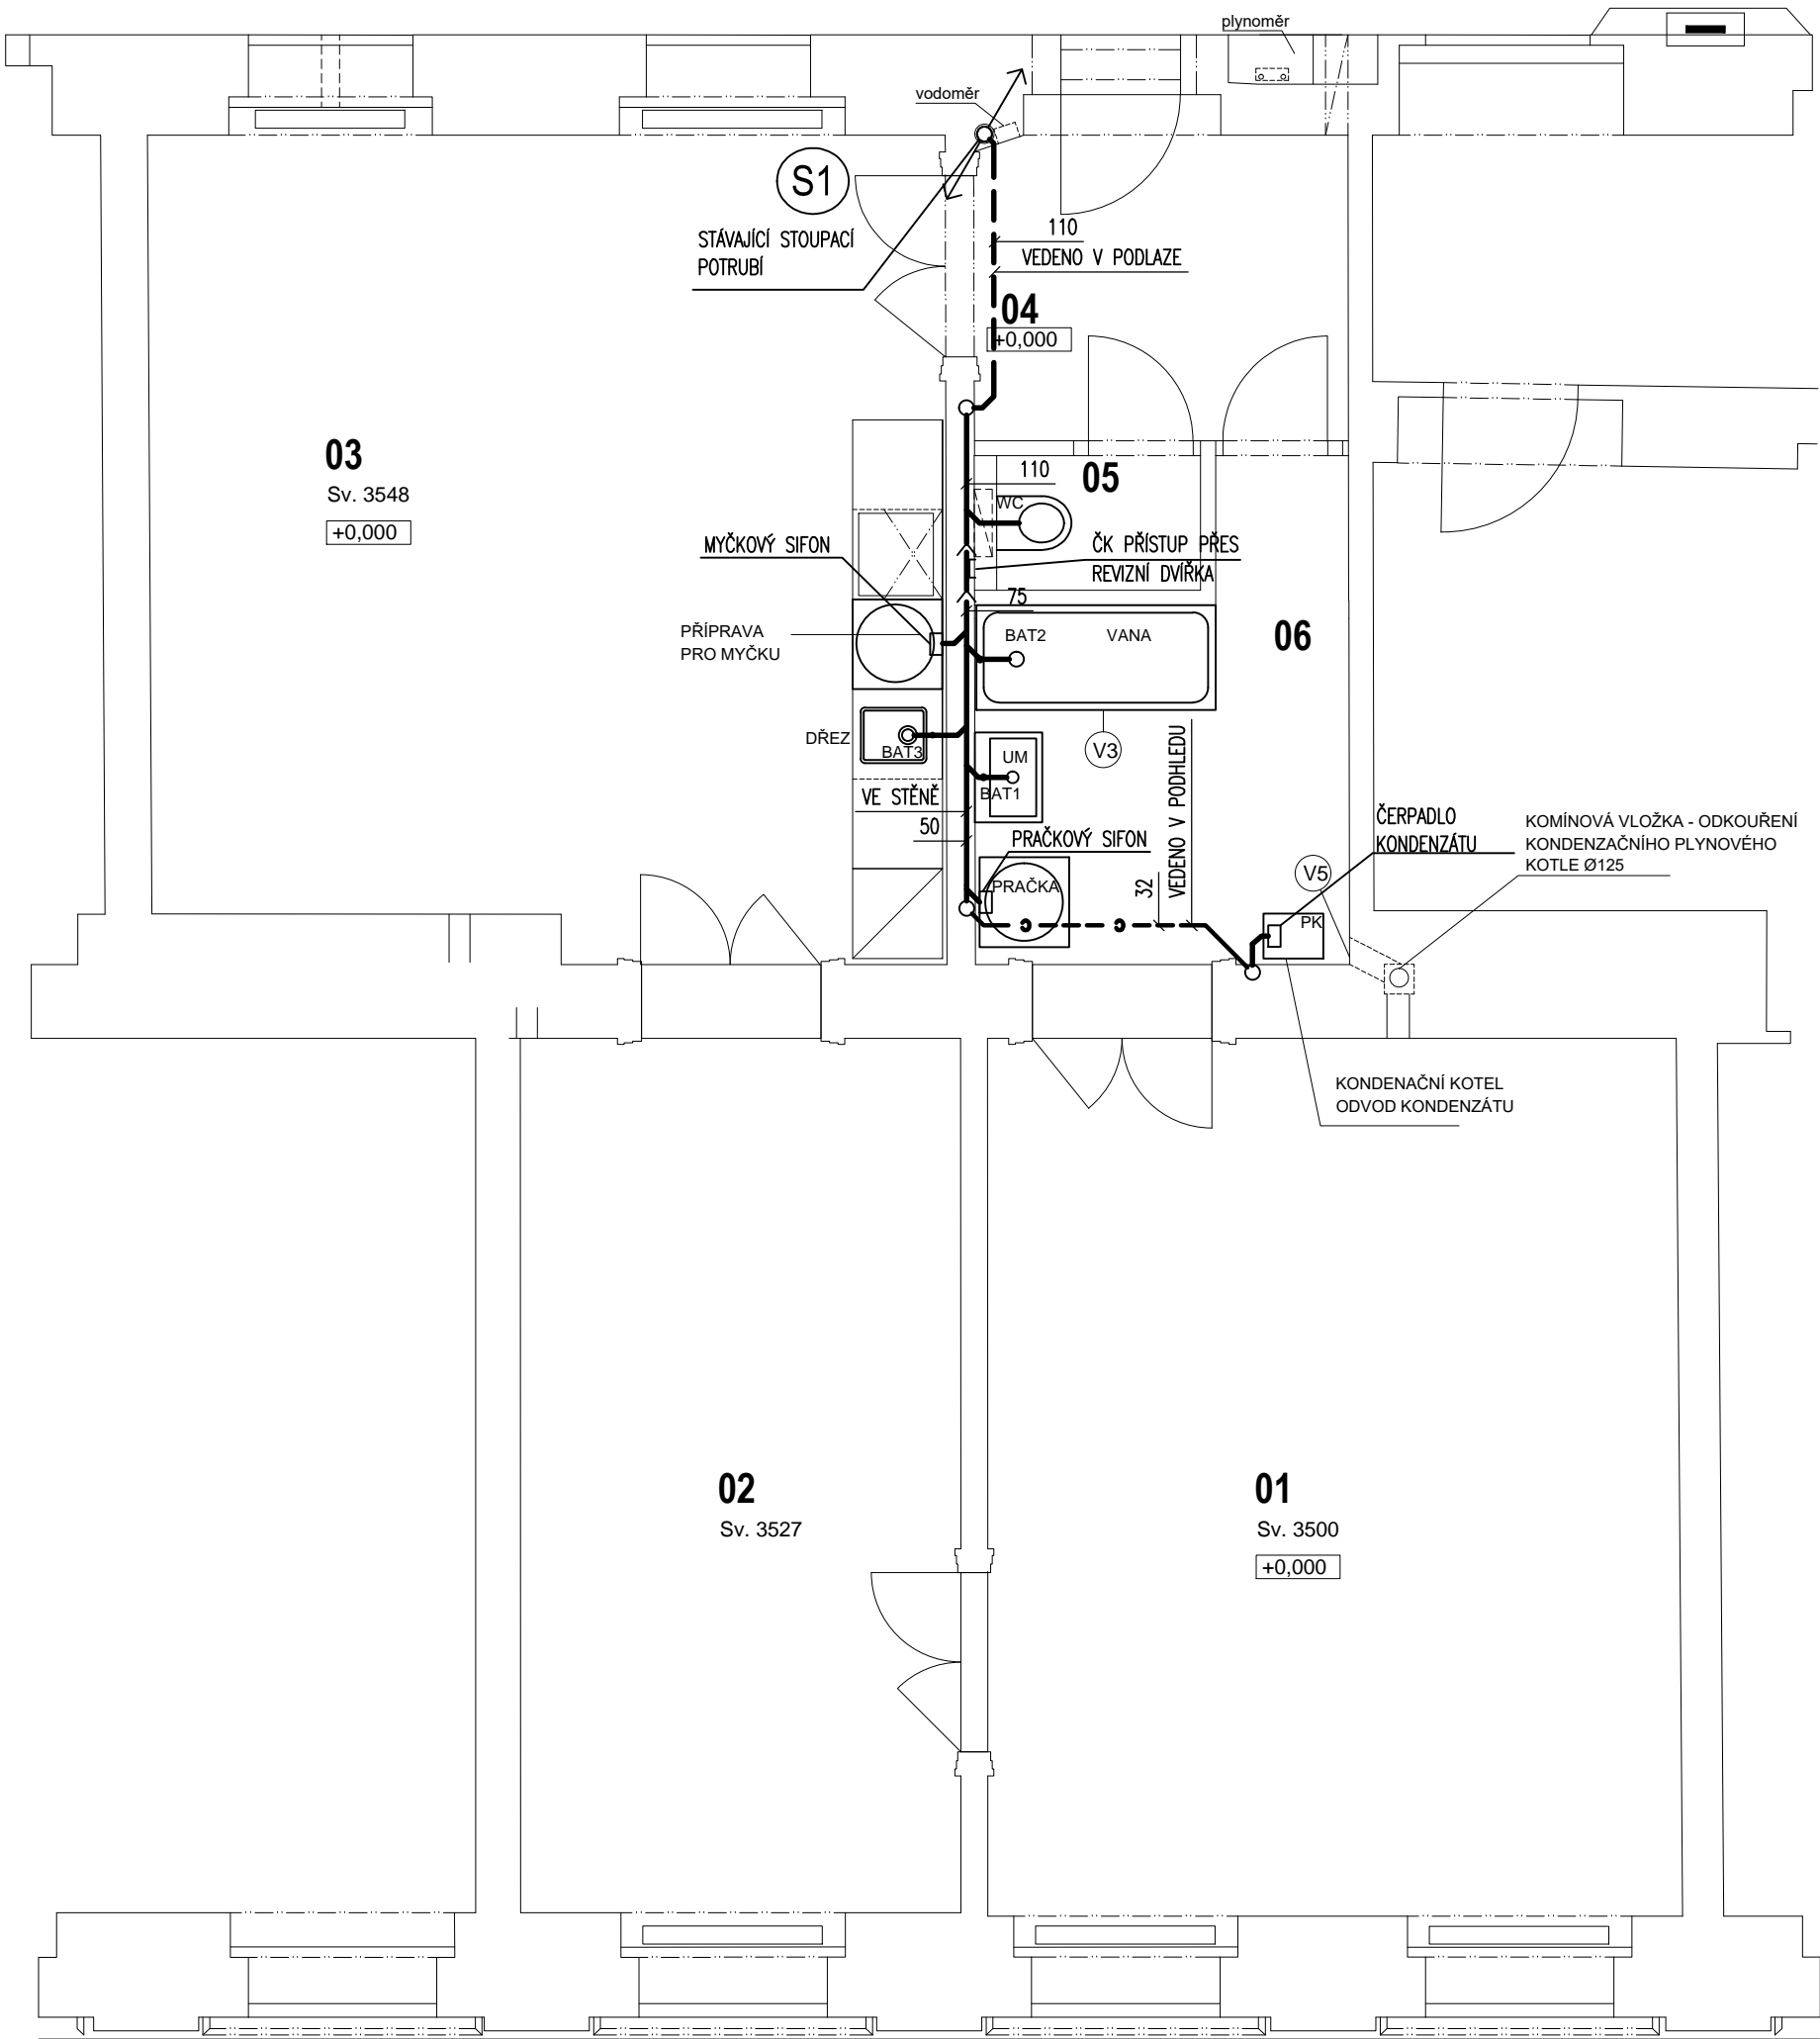 plynoměr
vodoměr
S1
STÁVAJÍCÍ STOUPACÍ
POTRUBÍ
110
VEDENO V PODLAZE
04
+0,000
03
Sv. 3548
+0,000
110
05
WC
MYČKOVÝ SIFON
ČK PŘÍSTUP PŘES
REVIZNÍ DVÍŘKA
75
PŘÍPRAVA
PRO MYČKU
BAT2
VANA
06
DŘEZ
BAT3
UM
BAT1
V3
VEDENO V PODHLEDU
32
VE STĚNĚ
50
PRAČKOVÝ SIFON
PRAČKA
ČERPADLO
KONDENZÁTU
KOMÍNOVÁ VLOŽKA - ODKOUŘENÍ
KONDENZAČNÍHO PLYNOVÉHO
KOTLE Ø125
V5
PK
KONDENAČNÍ KOTEL
ODVOD KONDENZÁTU
02
Sv. 3527
01
Sv. 3500
+0,000